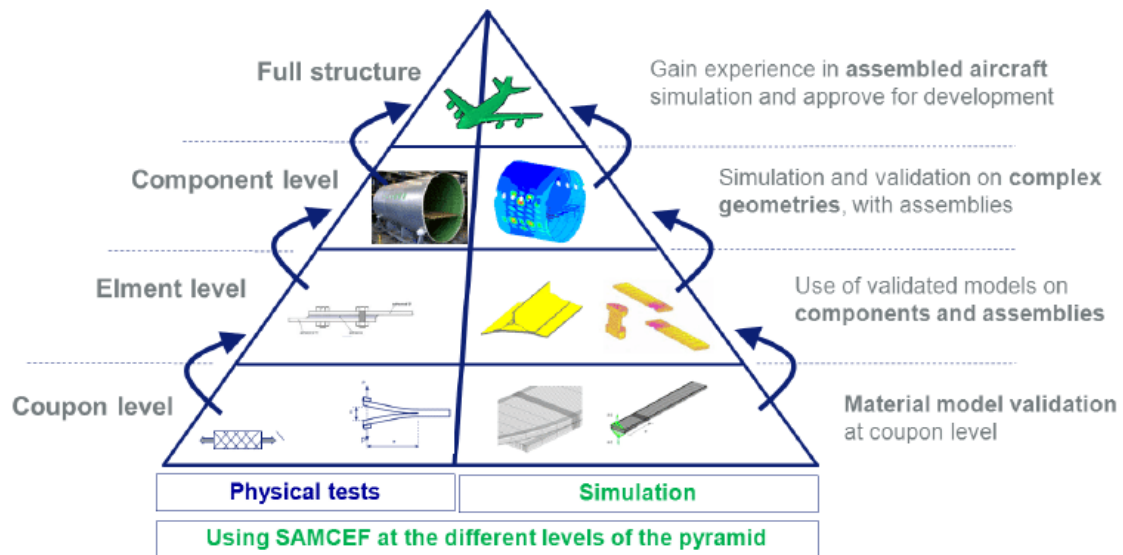 Full structure
Gain experience in assembled aircraft
simulation and approve for development
Component level
Simulation and validation on complex
geometries, with assemblies
Elment level
Use of validated models on
components and assemblies
Coupon level
Material model validation
at coupon level
Physical tests
Simulation
Using SAMCEF at the different levels of the pyramid